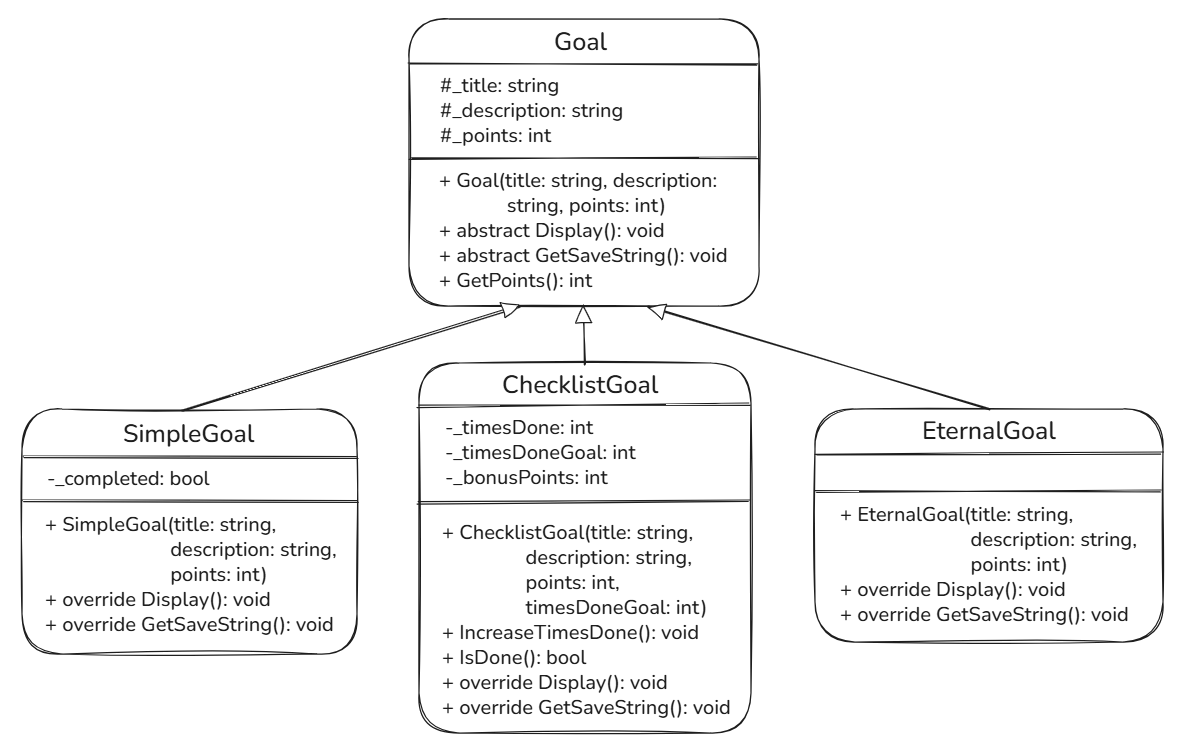 Goal
#_title: string
#_description: string
#_points: int
+ Goal(title: string, description:
string, points: int)
+ abstract Display(): void
+ abstract GetSaveString(): void
+ GetPoints(): int
SimpleGoal
-_completed: bool
+ SimpleGoal(title: string,
description: string,
points: int)
+ override Display(): void
+ override GetSaveString(): void
ChecklistGoal
-_timesDone: int
-_timesDoneGoal: int
-_bonusPoints: int
+ ChecklistGoal(title: string,
description: string,
points: int,
timesDoneGoal: int)
+ IncreaseTimesDone(): void
+ IsDone(): bool
+ override Display(): void
+ override GetSaveString(): void
EternalGoal
+ EternalGoal(title: string,
description: string,
points: int)
+ override Display(): void
+ override GetSaveString(): void